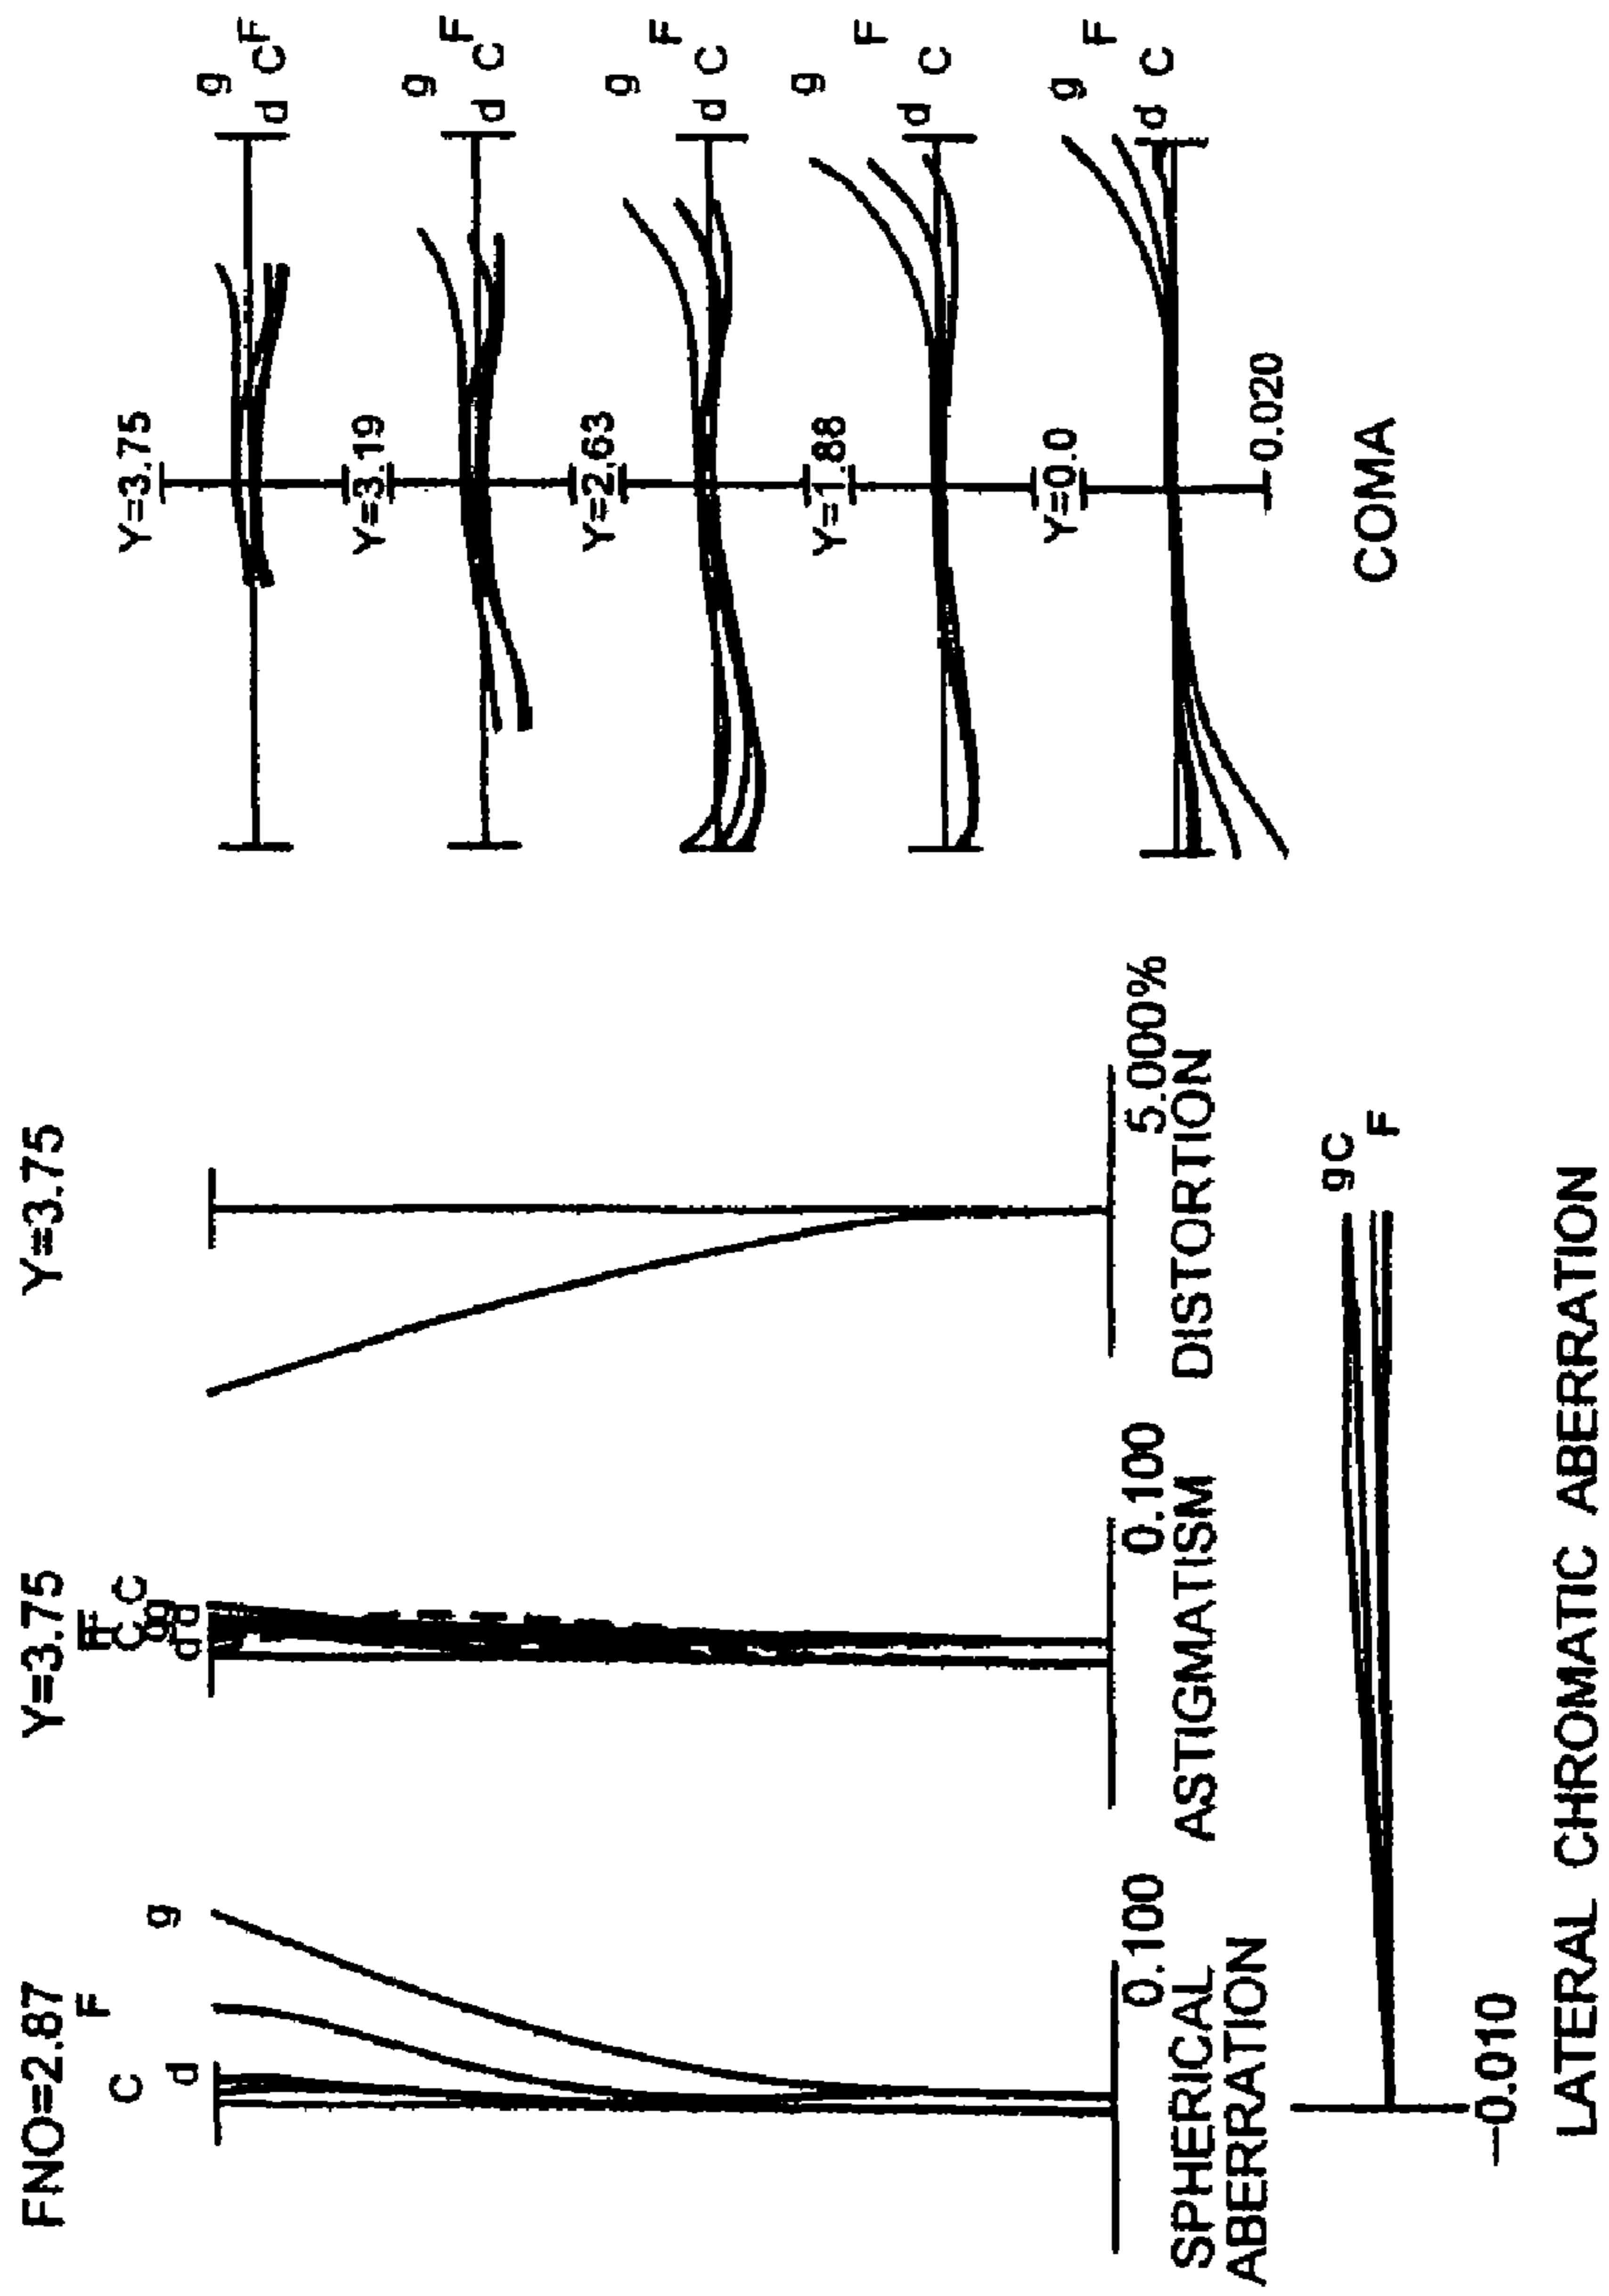 FNO=2.87
F
C
g
d
0.100
SPHERICAL
ABERRATION
Y=3.75
C C
d d
0.100
ASTIGMATISM
Y=3.75
5.000%
DISTORTION
Y=3.75
g
F
C
d
Y=3.19
g
F
C
d
Y=2.63
g
F
C
d
Y=1.88
g
F
C
d
Y=0.0
g
F
C
d
0.020
COMA
g C
F
−0.010
LATERAL CHROMATIC ABERRATION